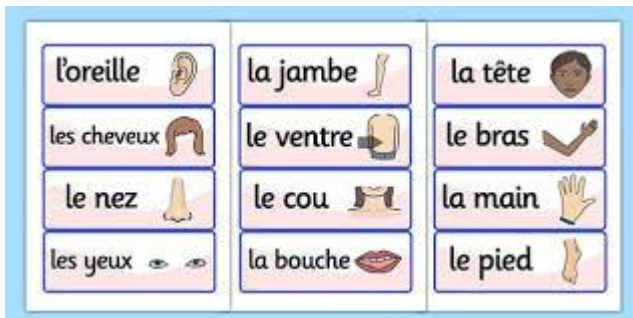 l'oreille
les cheveux
le nez
les yeux
la jambe
le ventre
le cou
la bouche
la tête
le bras
la main
le pied